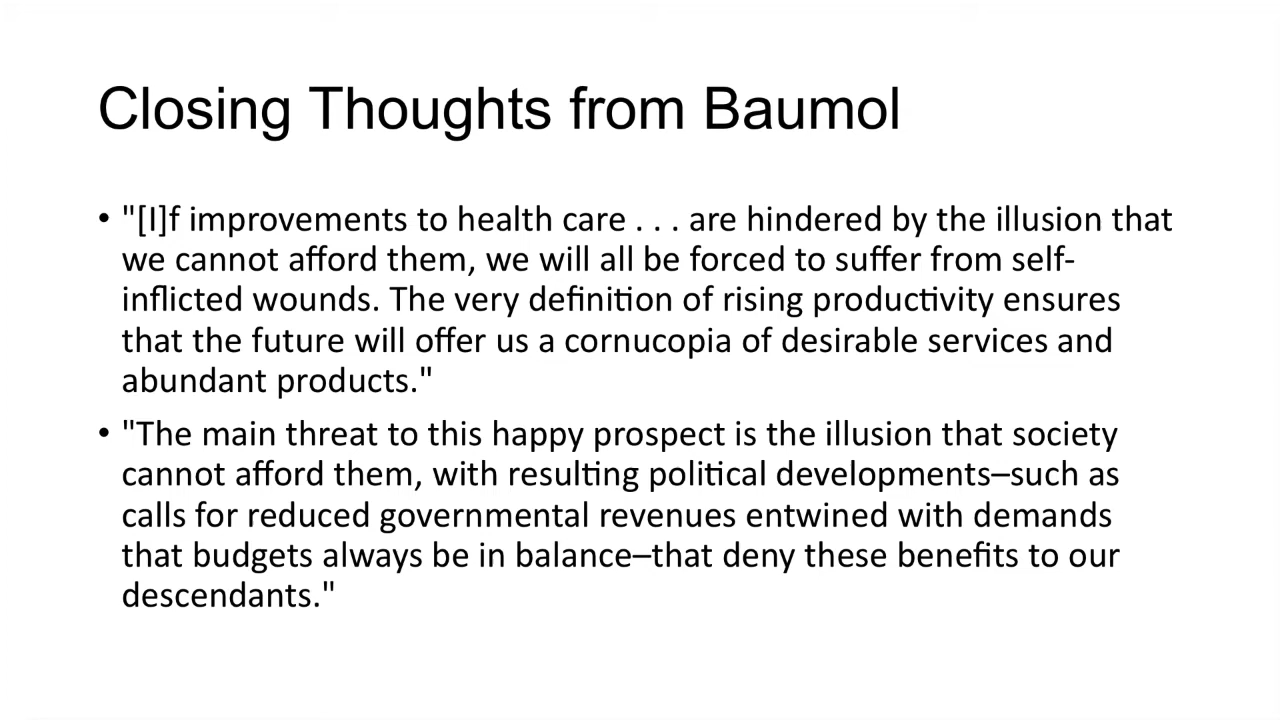 Closing Thoughts from Baumol
• "[I]f improvements to health care . . . are hindered by the illusion that
we cannot afford them, we will all be forced to suffer from self-
inflicted wounds. The very definition of rising productivity ensures
that the future will offer us a cornucopia of desirable services and
abundant products."
• "The main threat to this happy prospect is the illusion that society
cannot afford them, with resulting political developments–such as
calls for reduced governmental revenues entwined with demands
that budgets always be in balance–that deny these benefits to our
descendants."